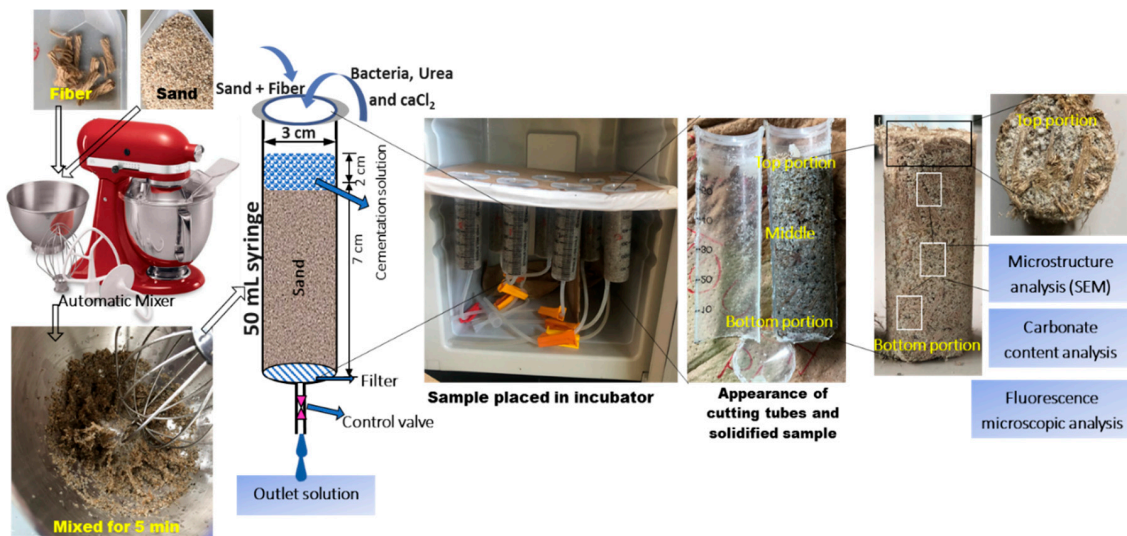 Fiber
Sand
Automatic Mixer
Mixed for 5 min
Sand + Fiber
Bacteria, Urea
and caCl2
3 cm
2 cm
7 cm
Cementation solution
50 mL syringe
Sand
Filter
Control valve
Outlet solution
Sample placed in incubator
Top portion
Middle
Bottom portion
Appearance of
cutting tubes and
solidified sample
Bottom portion
Top portion
Microstructure
analysis (SEM)
Carbonate
content analysis
Fluorescence
microscopic analysis